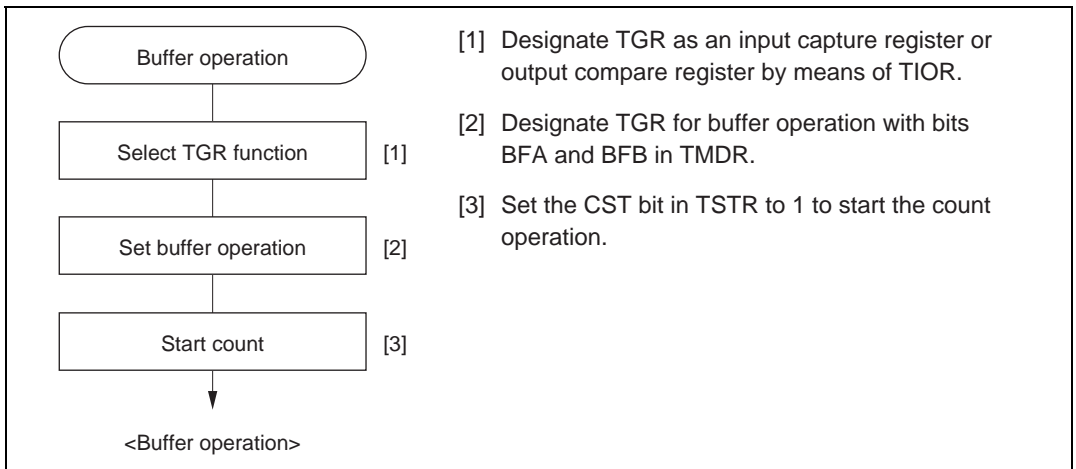 Buffer operation
Select TGR function [1]
Set buffer operation [2]
Start count [3]
<Buffer operation>
[1] Designate TGR as an input capture register or
output compare register by means of TIOR.
[2] Designate TGR for buffer operation with bits
BFA and BFB in TMDR.
[3] Set the CST bit in TSTR to 1 to start the count
operation.